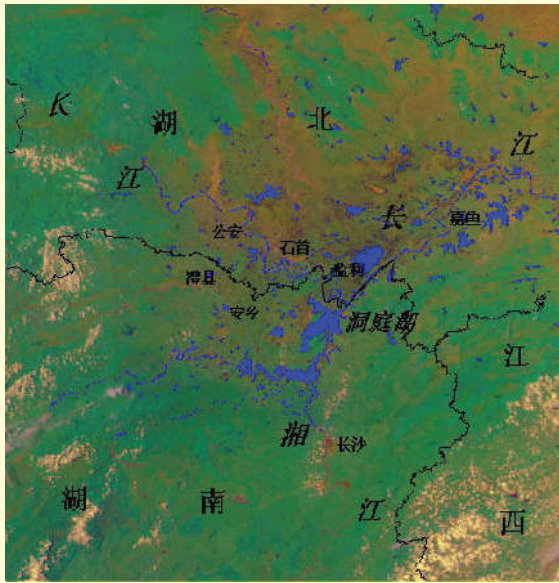 长
湖 北
江
江
长
嘉鱼
公安
石首
监利
澧县
安乡
洞庭湖
江
湘
长沙
湖 南
江
西